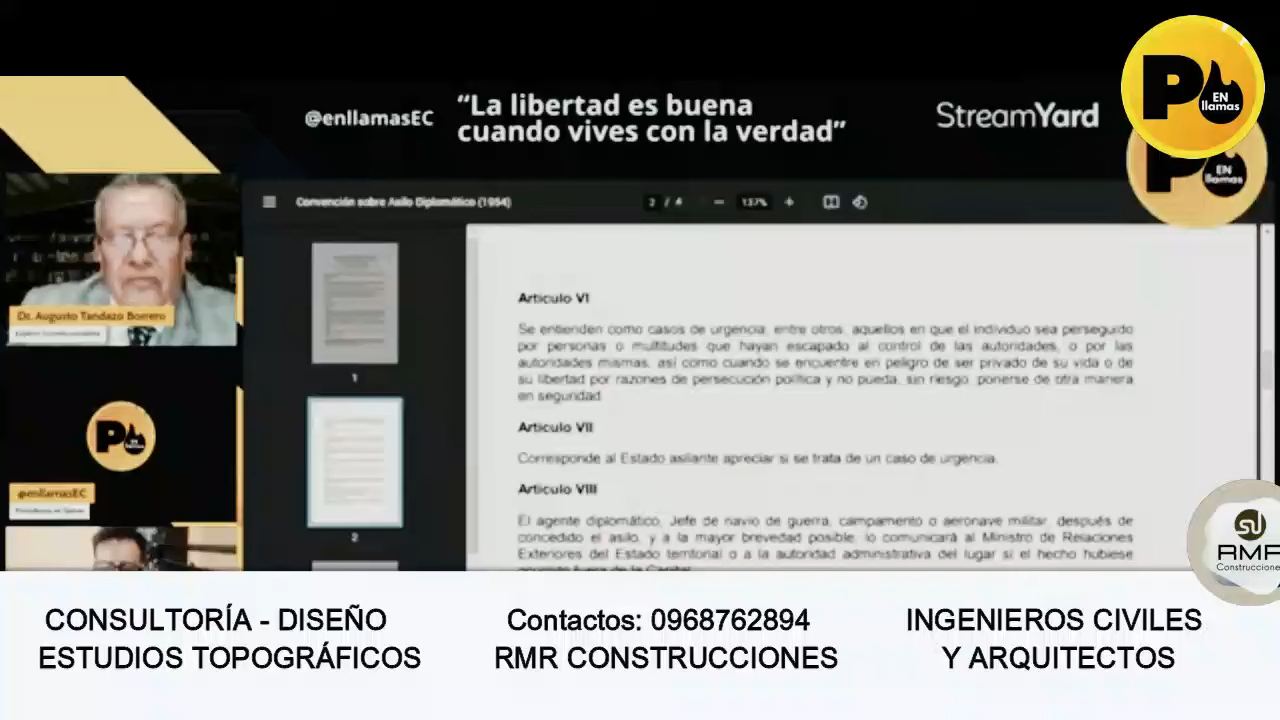 @enllamasEC
“La libertad es buena
cuando vives con la verdad”
StreamYard
P
EN
llamas
P
EN
llamas
Convención sobre Asilo Diplomático (1954)
2 / 4
137%
Dr. Augusto Tandazo Borrero
1
2
P
@enllamasEC
Artículo VI
Se entienden como casos de urgencia, entre otros, aquellos en que el individuo sea perseguido
por personas o multitudes que hayan escapado al control de las autoridades, o por las
autoridades mismas, así como cuando se encuentre en peligro de ser privado de su vida o de
su libertad por razones de persecución política y no pueda, sin riesgo, ponerse de otra manera
en seguridad.
Artículo VII
Corresponde al Estado asilante apreciar si se trata de un caso de urgencia.
Artículo VIII
El agente diplomático, Jefe de navío de guerra, campamento o aeronave militar, después de
concedido el asilo, y a la mayor brevedad posible, lo comunicará al Ministro de Relaciones
Exteriores del Estado territorial o a la autoridad administrativa del lugar si el hecho hubiese
RMR
Construccione
CONSULTORÍA - DISEÑO
ESTUDIOS TOPOGRÁFICOS
Contactos: 0968762894
RMR CONSTRUCCIONES
INGENIEROS CIVILES
Y ARQUITECTOS